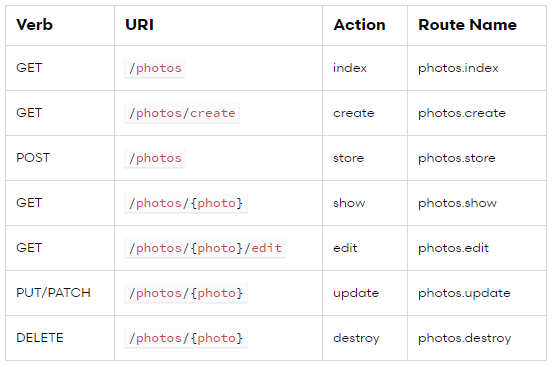 Verb URI Action Route Name
GET /photos index photos.index
GET /photos/create create photos.create
POST /photos store photos.store
GET /photos/{photo} show photos.show
GET /photos/{photo}/edit edit photos.edit
PUT/PATCH /photos/{photo} update photos.update
DELETE /photos/{photo} destroy photos.destroy